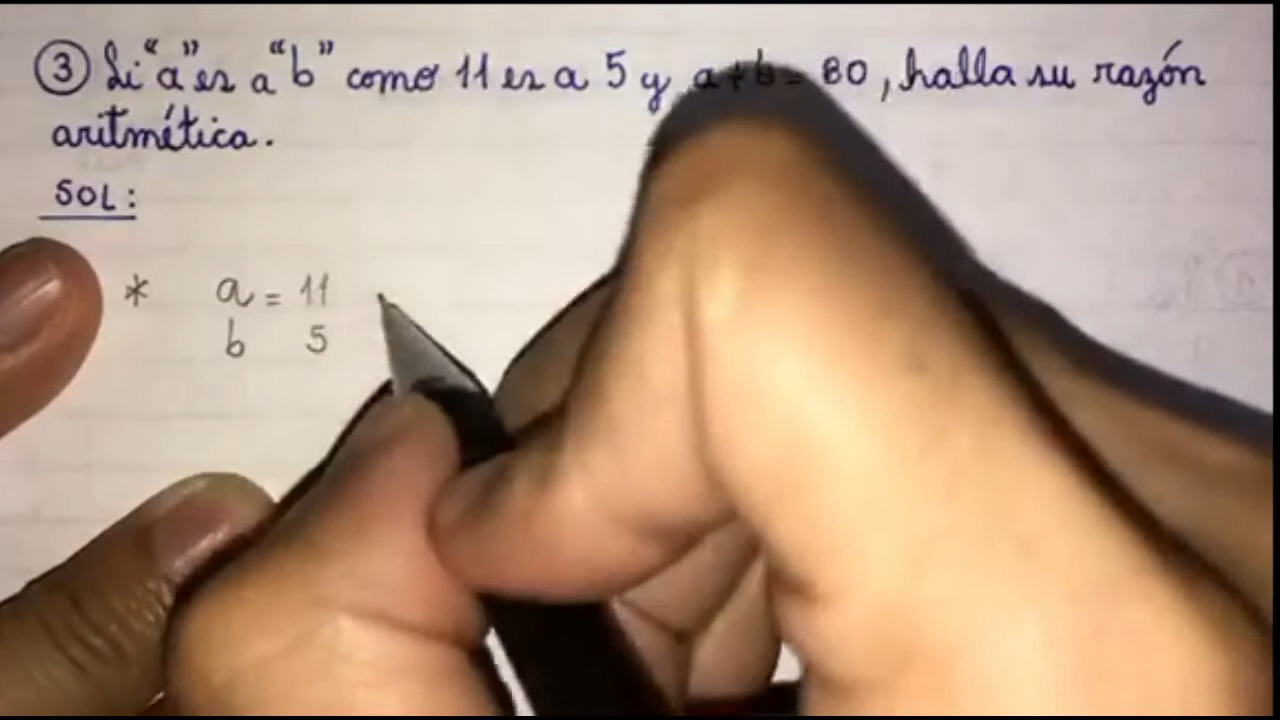 ③ Si "a" es a "b" como 11 es a 5 y a+b = 80, halla su razón
aritmética.
SOL:
* a = 11
b 5